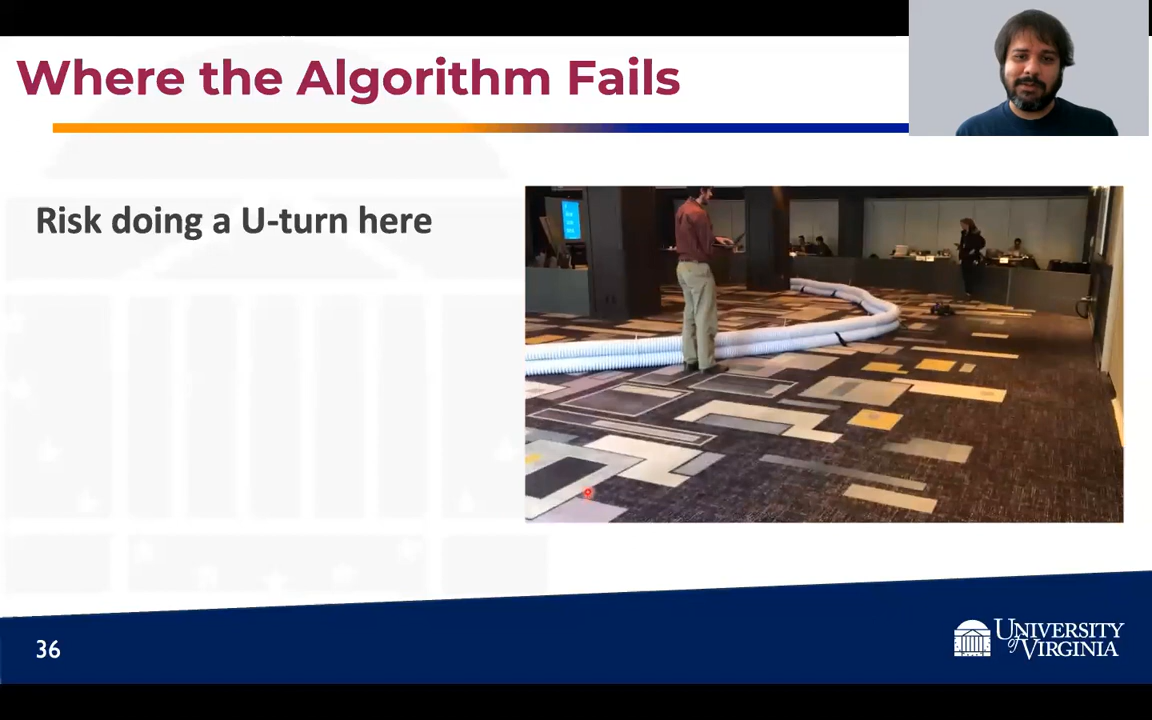 Where the Algorithm Fails
Risk doing a U-turn here
36
UNIVERSITY
of VIRGINIA